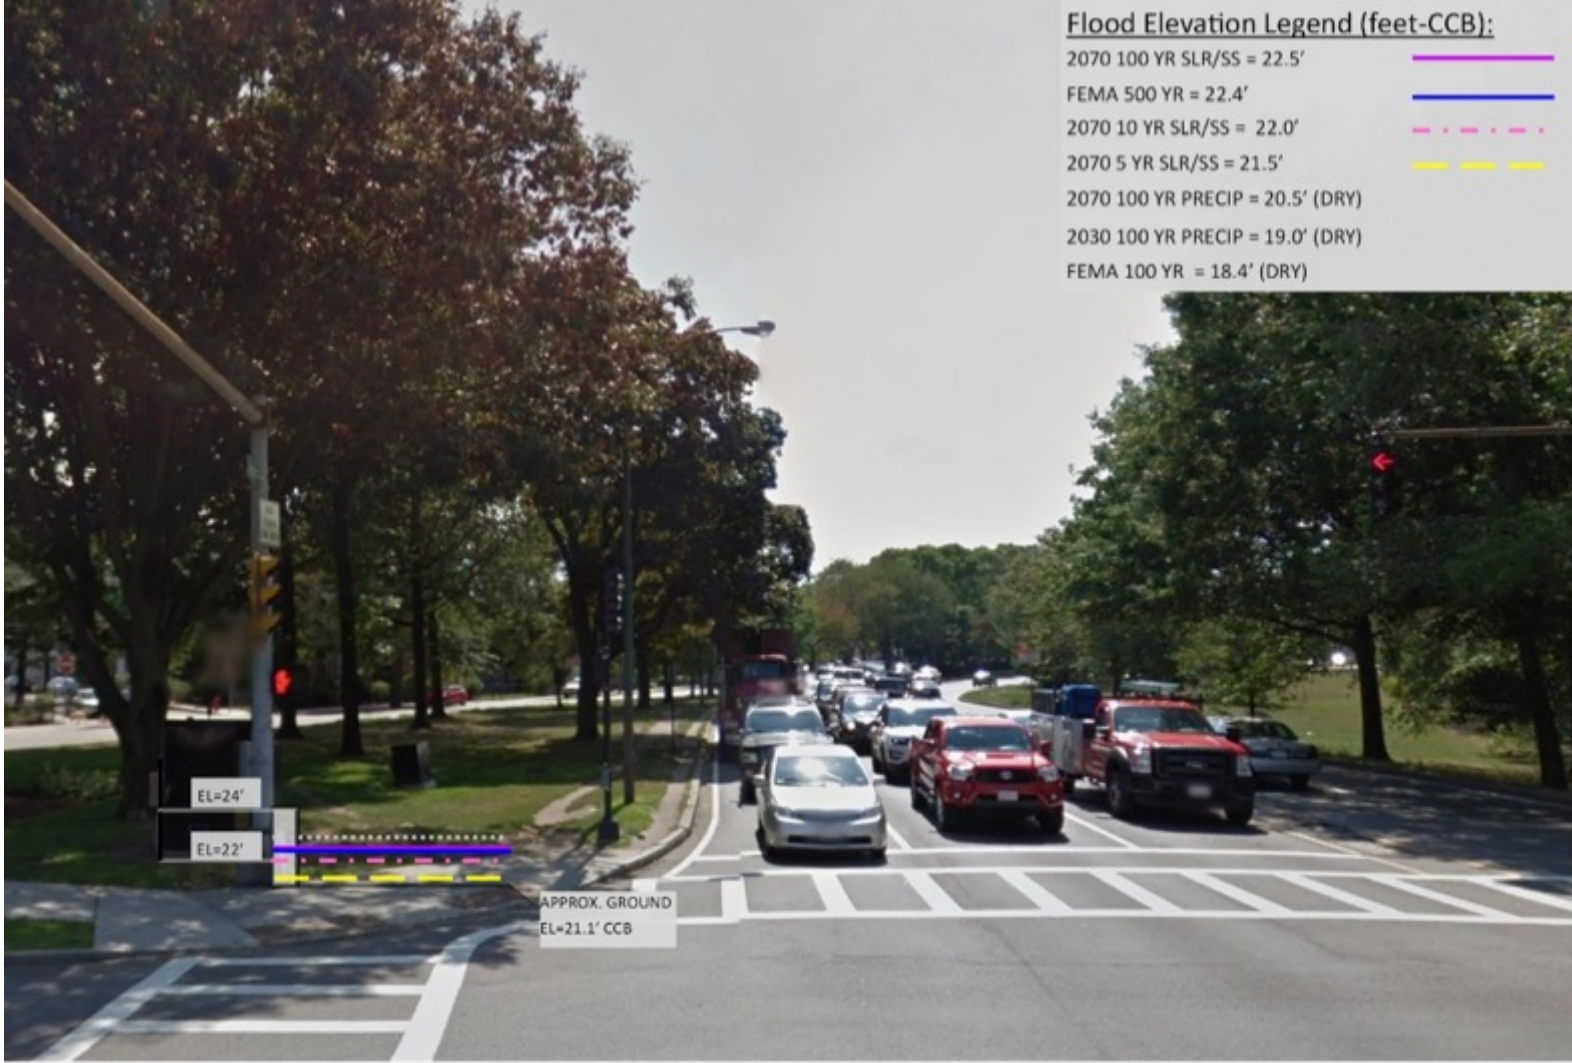 Flood Elevation Legend (feet-CCB):
2070 100 YR SLR/SS = 22.5'
FEMA 500 YR = 22.4'
2070 10 YR SLR/SS = 22.0'
2070 5 YR SLR/SS = 21.5'
2070 100 YR PRECIP = 20.5' (DRY)
2030 100 YR PRECIP = 19.0' (DRY)
FEMA 100 YR = 18.4' (DRY)
EL=24'
EL=22'
APPROX. GROUND
EL=21.1' CCB